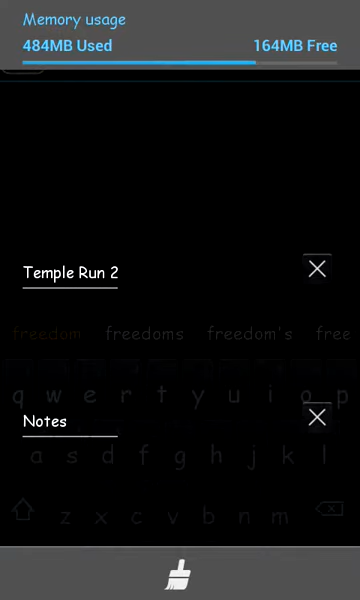 Memory usage
484MB Used 164MB Free
Temple Run 2
freedom freedoms freedom's free
q w e r t y u i o p
Notes
a s d f g h j k l
z x c v b n m